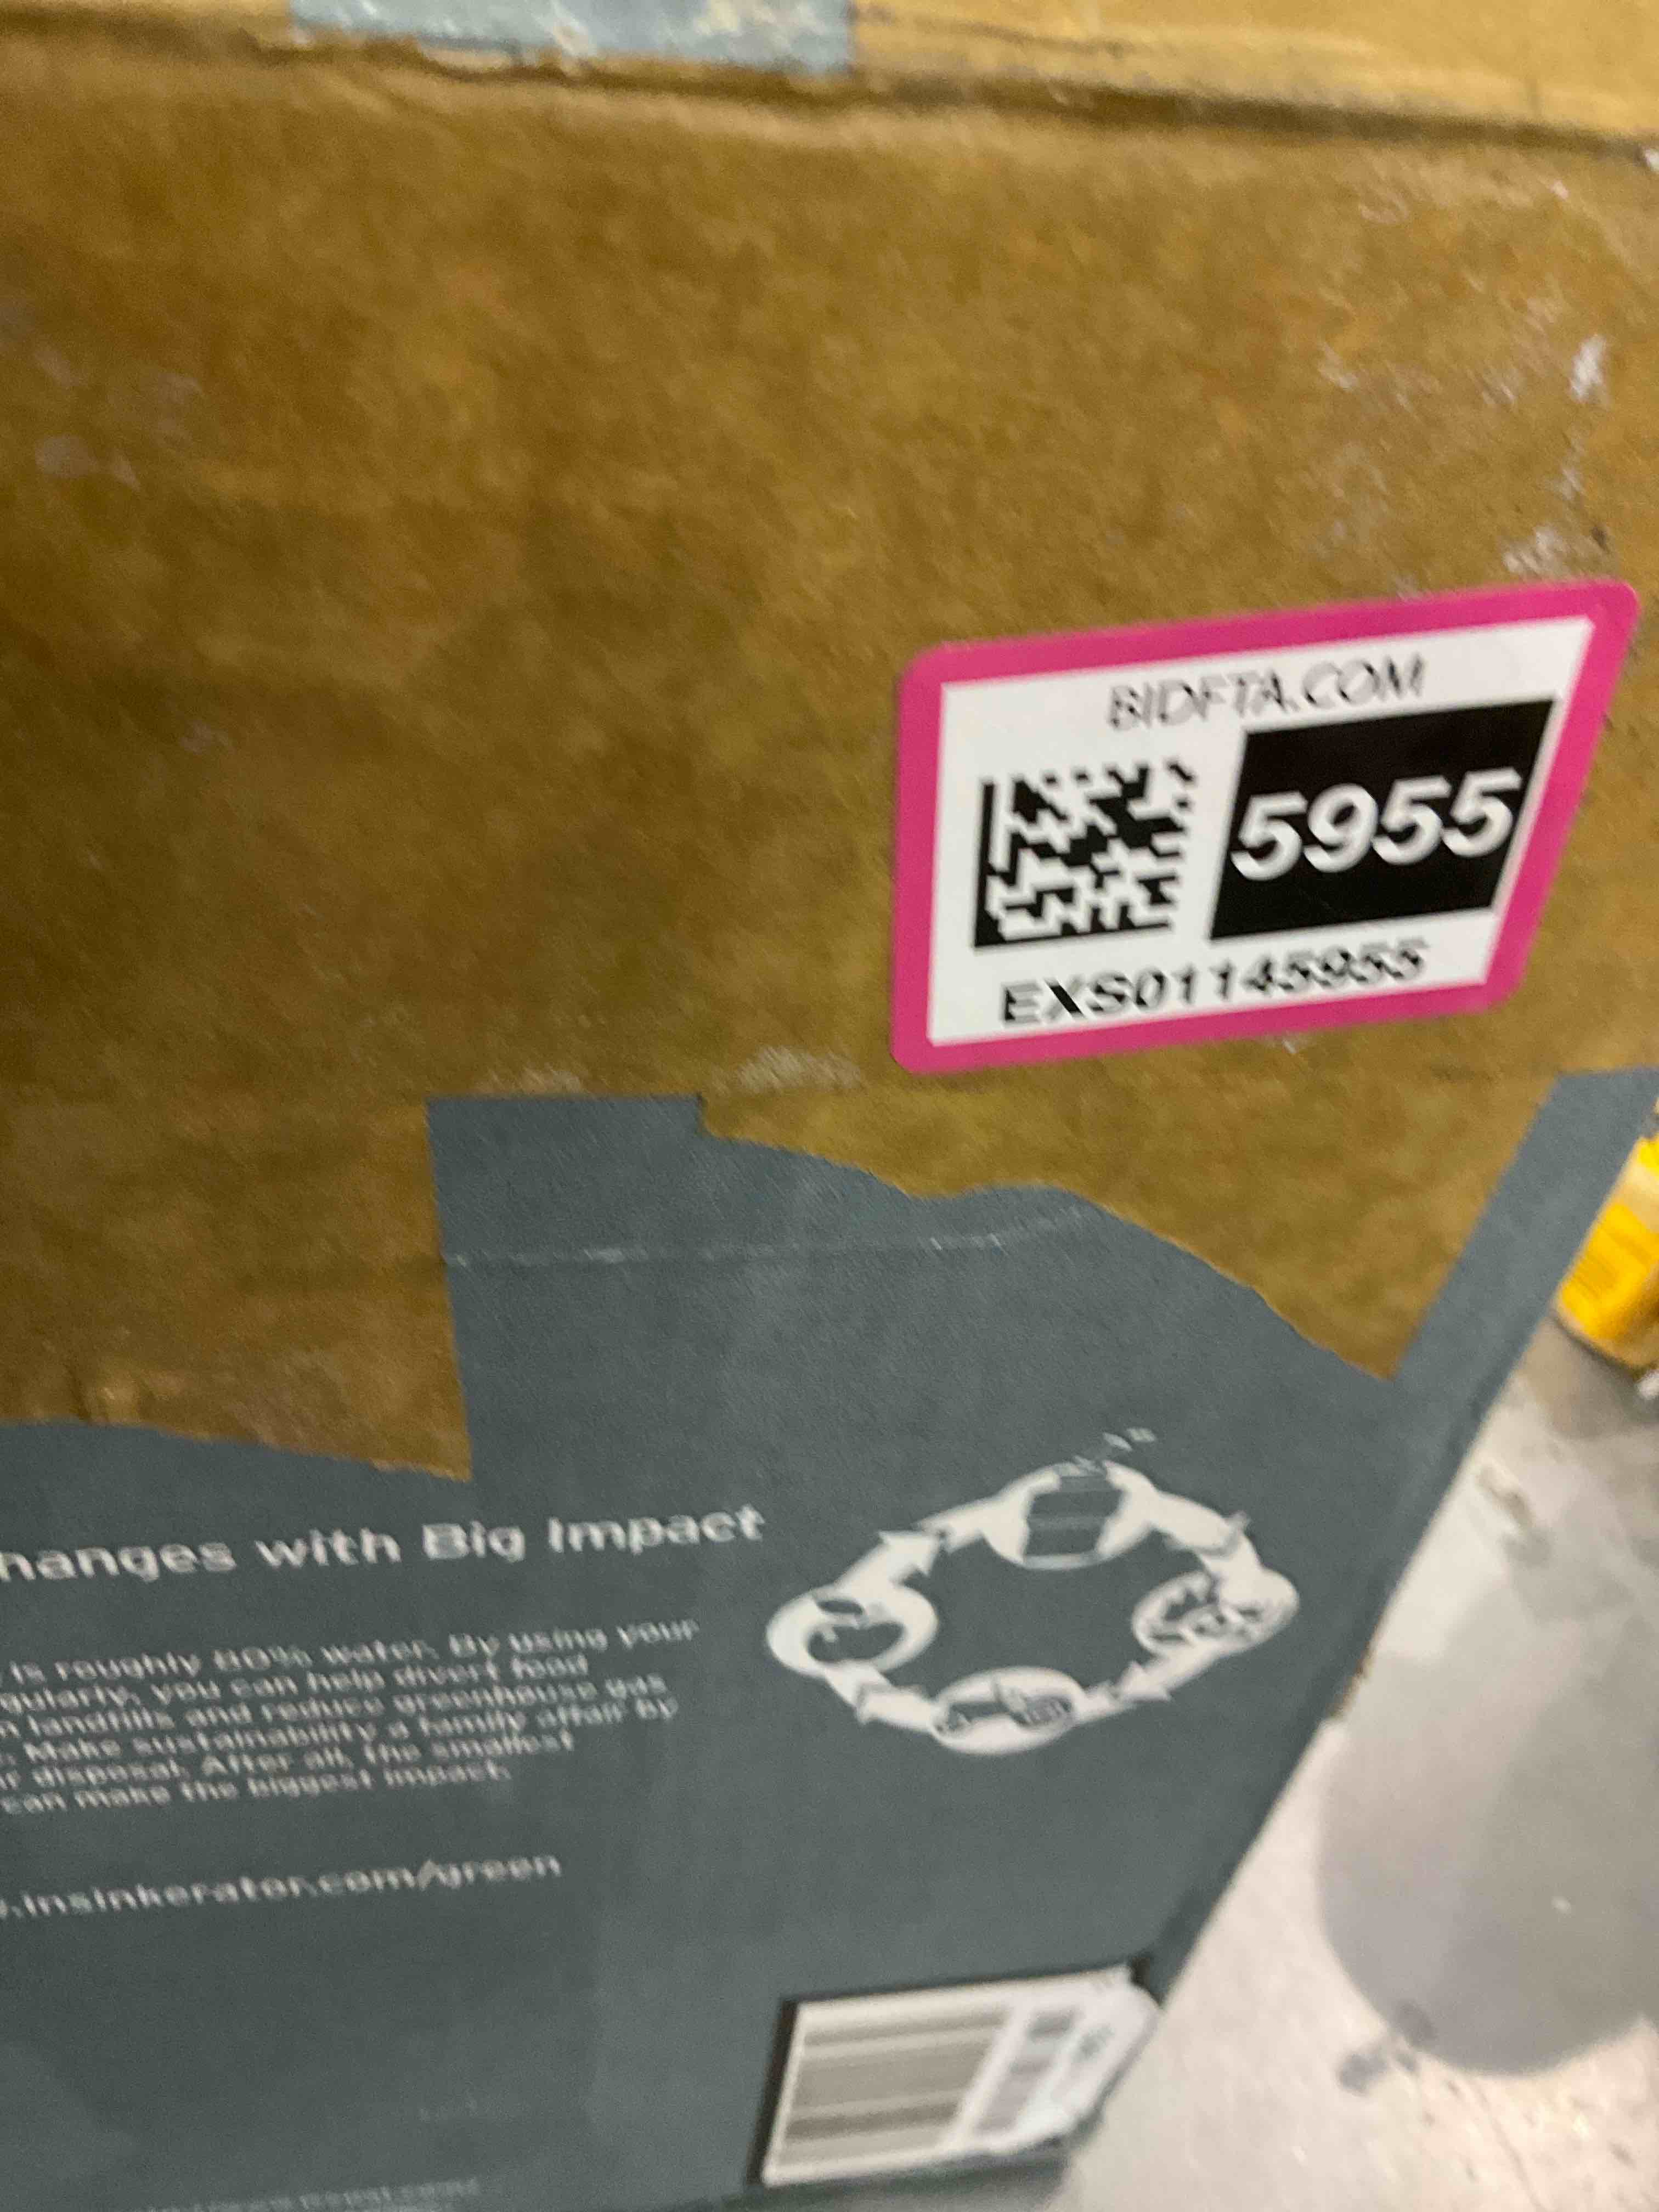 BIDFTA.COM
5955
EXS01145955
hanges with Big Impact
is roughly 80% water. By using your
gularly, you can help divert food
n landfills and reduce greenhouse gas
. Make sustainability a family affair by
ir disposal. After all, the smallest
can make the biggest impact.
.insinkerator.com/green